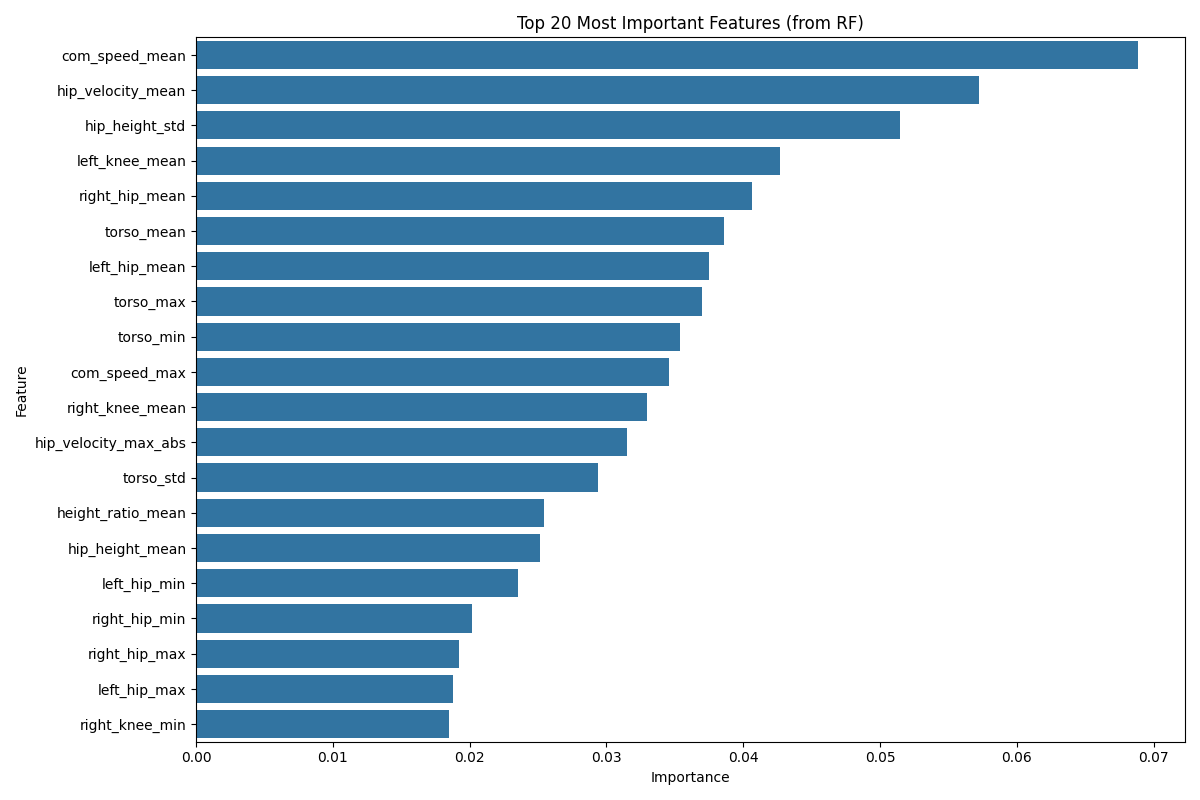 Top 20 Most Important Features (from RF)
com_speed_mean
hip_velocity_mean
hip_height_std
left_knee_mean
right_hip_mean
torso_mean
left_hip_mean
torso_max
torso_min
com_speed_max
right_knee_mean
hip_velocity_max_abs
torso_std
height_ratio_mean
hip_height_mean
left_hip_min
right_hip_min
right_hip_max
left_hip_max
right_knee_min
Feature
0.00 0.01 0.02 0.03 0.04 0.05 0.06 0.07
Importance